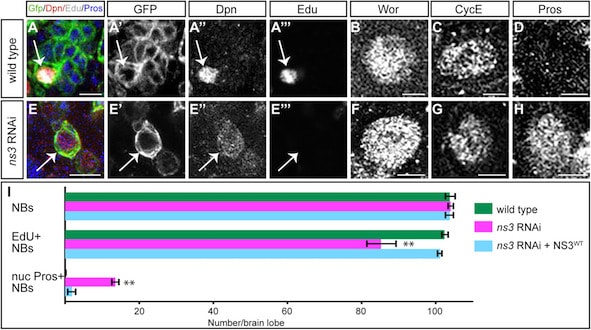 Gfp/Dpn/Edu/Pros GFP Dpn Edu Wor CycE Pros
wild type
A A' A'' A''' B C D
ns3 RNAi
E E' E'' E''' F G H
I
NBs
EdU+
NBs
**
nuc Pros+
NBs
**
wild type
ns3 RNAi
ns3 RNAi + NS3WT
20 40 60 80 100
Number/brain lobe